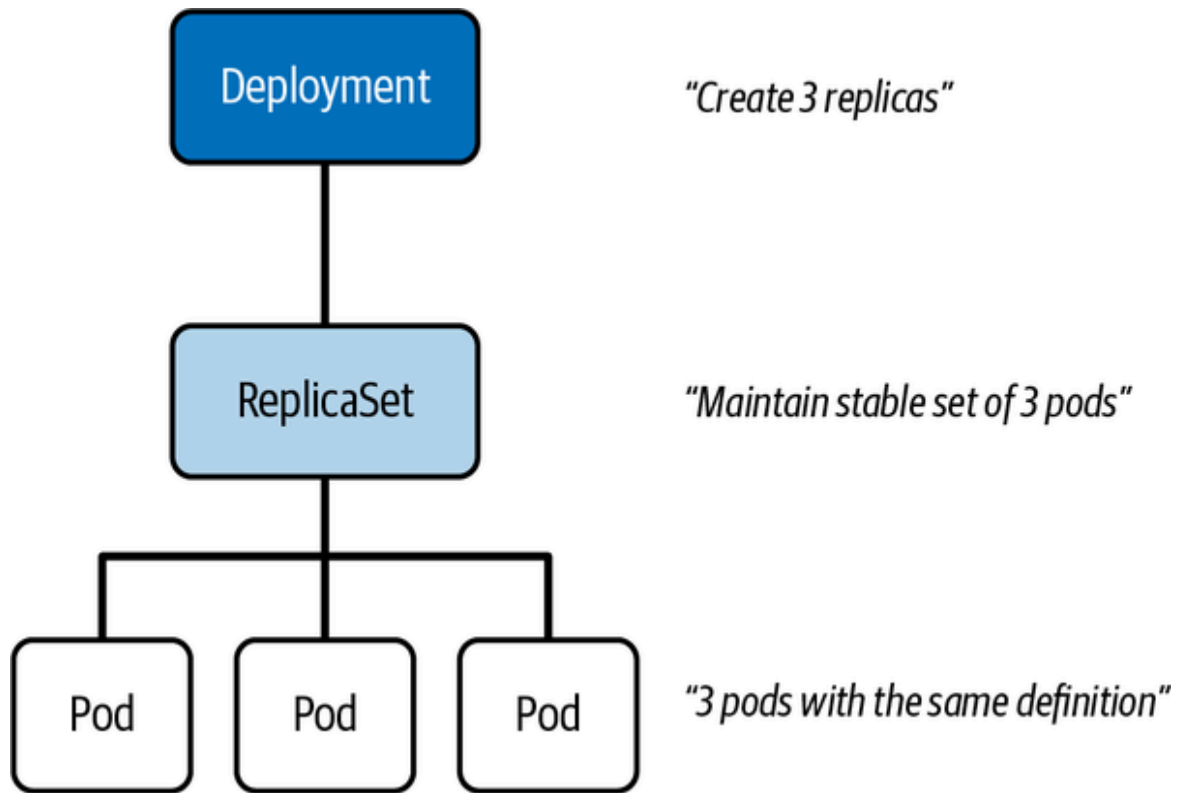 Deployment
“Create 3 replicas”
ReplicaSet
“Maintain stable set of 3 pods”
Pod
Pod
Pod
“3 pods with the same definition”